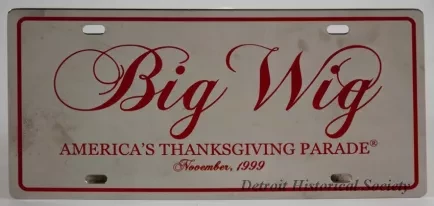 Big Wig
AMERICA'S THANKSGIVING PARADE®
November, 1999
Detroit Historical Society